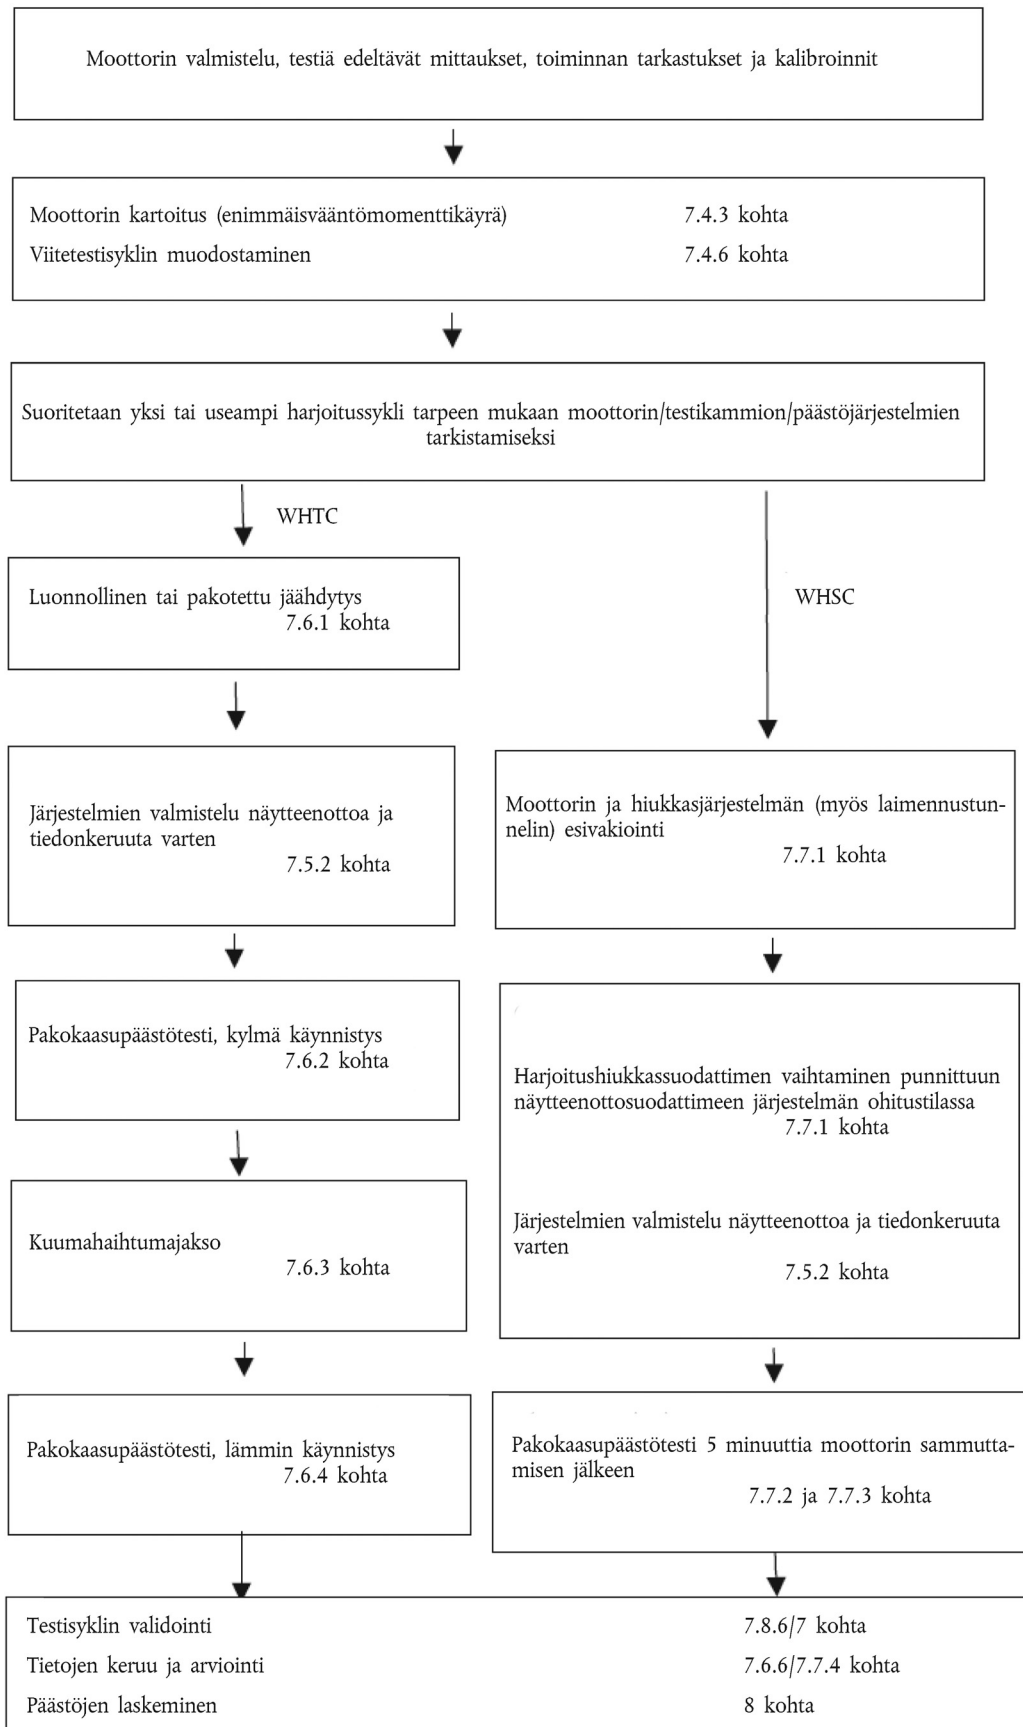 Moottorin valmistelu, testiä edeltävät mittaukset, toiminnan tarkastukset ja kalibroinnit
Moottorin kartoitus (enimmäisvääntömomenttikäyrä) 7.4.3 kohta
Viitetestisyklin muodostaminen 7.4.6 kohta
Suoritetaan yksi tai useampi harjoitussykli tarpeen mukaan moottorin/testikammion/päästöjärjestelmien
tarkistamiseksi
WHTC
Luonnollinen tai pakotettu jäähdytys
7.6.1 kohta
Järjestelmien valmistelu näytteenottoa ja
tiedonkeruuta varten
7.5.2 kohta
Pakokaasupäästötesti, kylmä käynnistys
7.6.2 kohta
Kuumahaihtumajakso
7.6.3 kohta
Pakokaasupäästötesti, lämmin käynnistys
7.6.4 kohta
WHSC
Moottorin ja hiukkasjärjestelmän (myös laimennustun-
nelin) esivakiointi
7.7.1 kohta
Harjoitushiukkassuodattimen vaihtaminen punnittuun
näytteenottosuodattimeen järjestelmän ohitustilassa
7.7.1 kohta
Järjestelmien valmistelu näytteenottoa ja tiedonkeruuta
varten
7.5.2 kohta
Pakokaasupäästötesti 5 minuuttia moottorin sammutta-
misen jälkeen
7.7.2 ja 7.7.3 kohta
Testisyklin validointi 7.8.6/7 kohta
Tietojen keruu ja arviointi 7.6.6/7.7.4 kohta
Päästöjen laskeminen 8 kohta